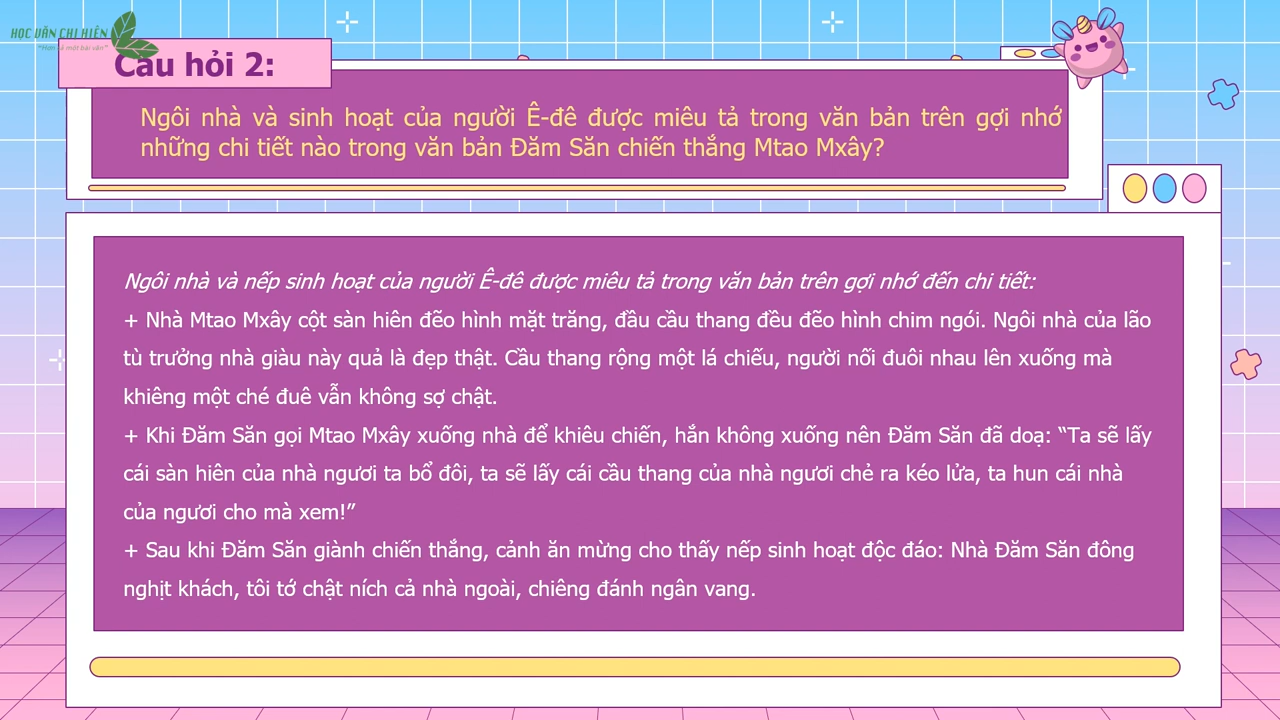 HỌC VĂN CHỊ HIÊN
"Hơn cả một bài văn"
Câu hỏi 2:
Ngôi nhà và sinh hoạt của người Ê-đê được miêu tả trong văn bản trên gợi nhớ
những chi tiết nào trong văn bản Đăm Săn chiến thắng Mtao Mxây?
Ngôi nhà và nếp sinh hoạt của người Ê-đê được miêu tả trong văn bản trên gợi nhớ đến chi tiết:
+ Nhà Mtao Mxây cột sàn hiên đẽo hình mặt trăng, đầu cầu thang đều đẽo hình chim ngói. Ngôi nhà của lão
tù trưởng nhà giàu này quả là đẹp thật. Cầu thang rộng một lá chiếu, người nối đuôi nhau lên xuống mà
khiêng một ché đuê vẫn không sợ chật.
+ Khi Đăm Săn gọi Mtao Mxây xuống nhà để khiêu chiến, hắn không xuống nên Đăm Săn đã doạ: “Ta sẽ lấy
cái sàn hiên của nhà ngươi ta bổ đôi, ta sẽ lấy cái cầu thang của nhà ngươi chẻ ra kéo lửa, ta hun cái nhà
của ngươi cho mà xem!”
+ Sau khi Đăm Săn giành chiến thắng, cảnh ăn mừng cho thấy nếp sinh hoạt độc đáo: Nhà Đăm Săn đông
nghịt khách, tôi tớ chật ních cả nhà ngoài, chiêng đánh ngân vang.